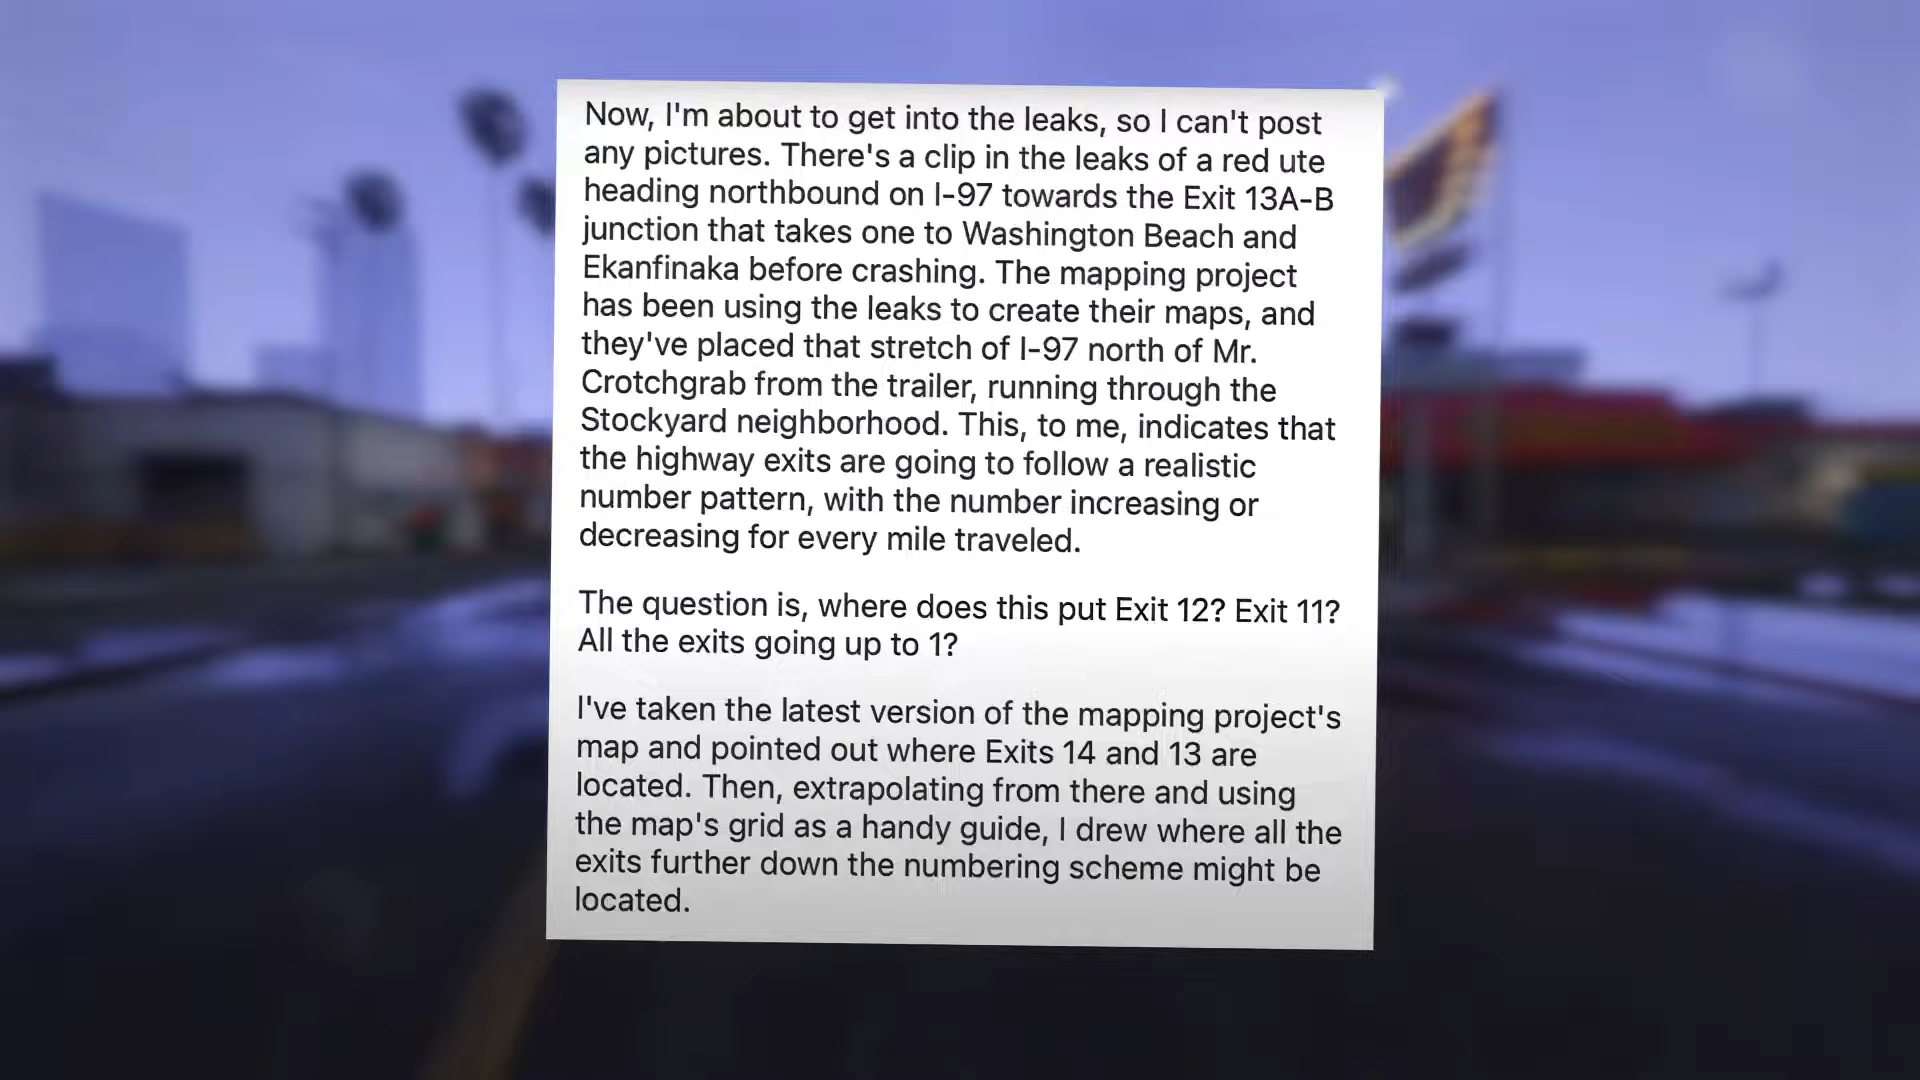 Now, I'm about to get into the leaks, so I can't post
any pictures. There's a clip in the leaks of a red ute
heading northbound on I-97 towards the Exit 13A-B
junction that takes one to Washington Beach and
Ekanfinaka before crashing. The mapping project
has been using the leaks to create their maps, and
they've placed that stretch of I-97 north of Mr.
Crotchgrab from the trailer, running through the
Stockyard neighborhood. This, to me, indicates that
the highway exits are going to follow a realistic
number pattern, with the number increasing or
decreasing for every mile traveled.
The question is, where does this put Exit 12? Exit 11?
All the exits going up to 1?
I've taken the latest version of the mapping project's
map and pointed out where Exits 14 and 13 are
located. Then, extrapolating from there and using
the map's grid as a handy guide, I drew where all the
exits further down the numbering scheme might be
located.